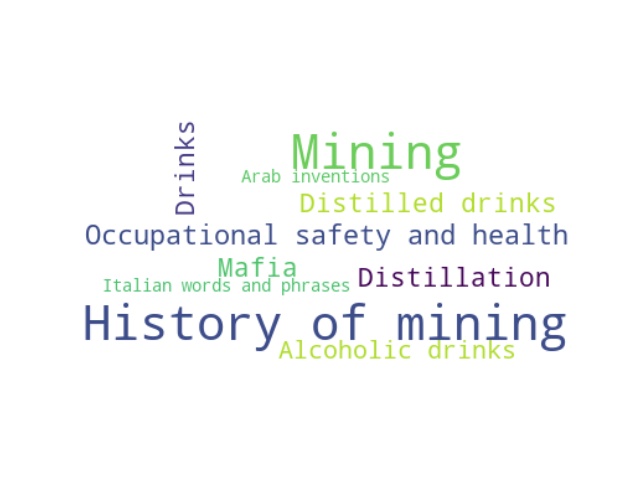 Drinks
Mining
Arab inventions
Distilled drinks
Occupational safety and health
Mafia
Distillation
Italian words and phrases
History of mining
Alcoholic drinks